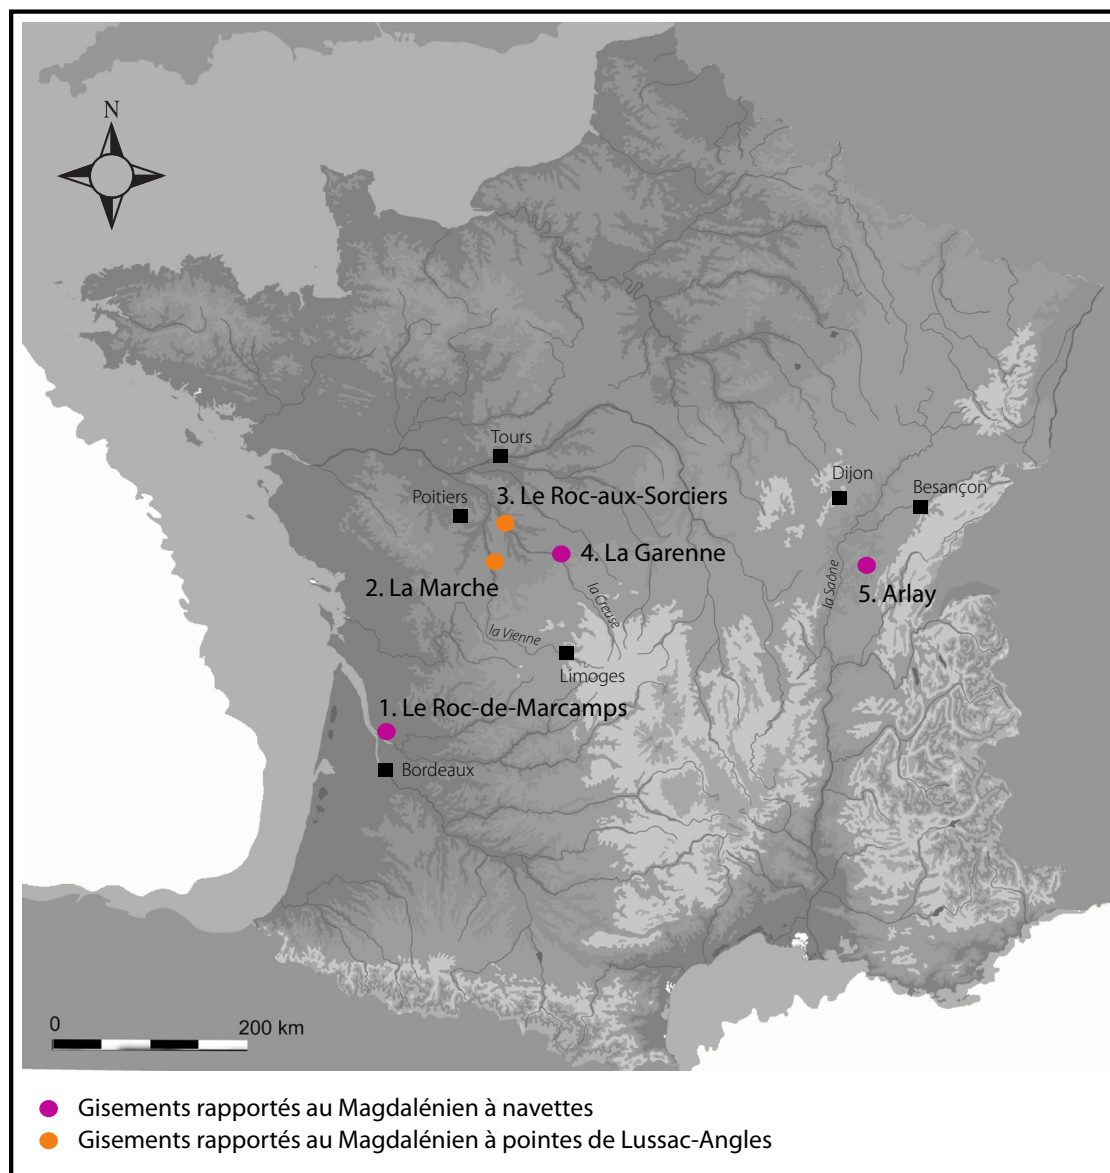 N
Tours
Poitiers
3. Le Roc-aux-Sorciers
Dijon
Besançon
4. La Garenne
2. La Marche
la Creuse
la Saône
5. Arlay
la Vienne
Limoges
1. Le Roc-de-Marcamps
Bordeaux
0
200 km
Gisements rapportés au Magdalénien à navettes
Gisements rapportés au Magdalénien à pointes de Lussac-Angles